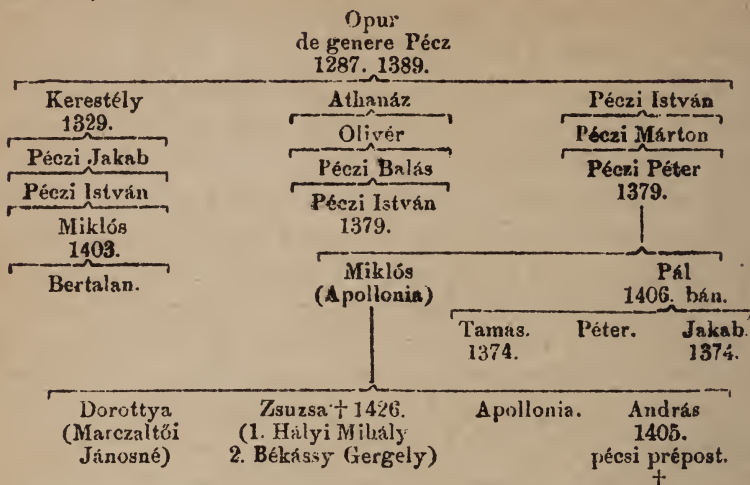 Opur
de genere Pécz
1287. 1389.
Kerestély
1329.
Péczi Jakab
Péczi István
Miklós
1403.
Bertalan.
Athanáz
Olivér
Péczi Balás
Péczi István
1379.
Péczi István
Péczi Márton
Péczi Péter
1379.
Miklós
(Apollonia)
Pál
1406. bán.
Tamas.
1374.
Péter.
Jakab.
1374.
Dorottya
(Marczaltői
Jánosné)
Zsuzsa † 1426.
(1. Hályi Mihály
2. Békássy Gergely)
Apollonia.
András
1405.
pécsi prépost.
†